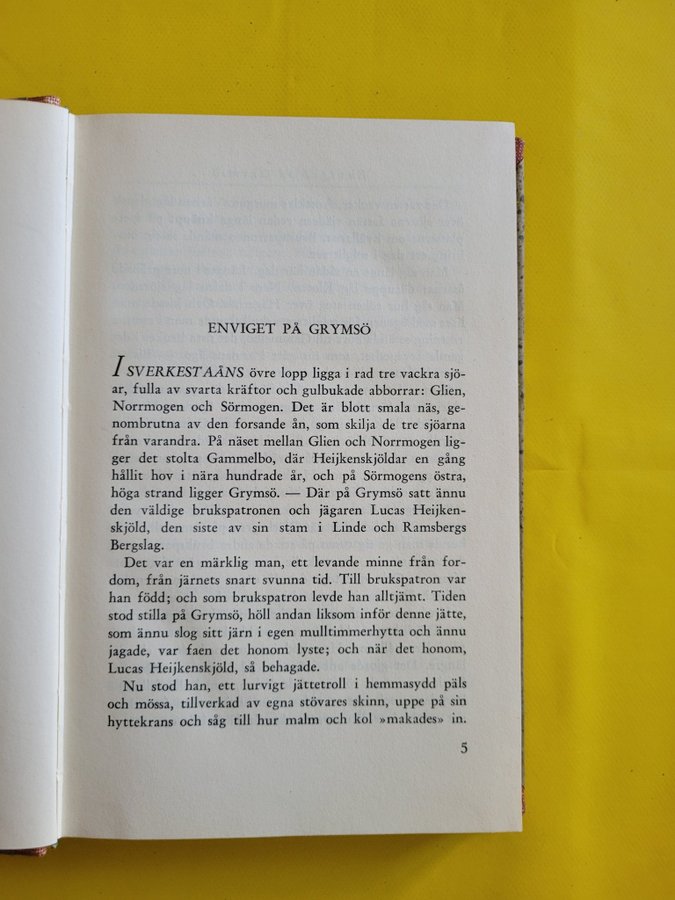 ENVIGET PÅ GRYMSÖ
I SVERKESTAÅNS övre lopp ligga i rad tre vackra sjö-
ar, fulla av svarta kräftor och gulbukade abborrar: Glien,
Norrmogen och Sörmogen. Det är blott smala näs, ge-
nombrutna av den forsande ån, som skilja de tre sjöarna
från varandra. På näset mellan Glien och Norrmogen lig-
ger det stolta Gammelbo, där Heijkenskjöldar en gång
hållit hov i nära hundrade år, och på Sörmogens östra,
höga strand ligger Grymsö. — Där på Grymsö satt ännu
den väldige brukspatronen och jägaren Lucas Heijken-
skjöld, den siste av sin stam i Linde och Ramsbergs
Bergslag.
Det var en märklig man, ett levande minne från for-
dom, från järnets snart svunna tid. Till brukspatron var
han född; och som brukspatron levde han alltjämt. Tiden
stod stilla på Grymsö, höll andan liksom inför denne jätte,
som ännu slog sitt järn i egen mulltimmerhytta och ännu
jagade, var faen det honom lyste; och när det honom,
Lucas Heijkenskjöld, så behagade.
Nu stod han, ett lurvigt jättetroll i hemmasydd päls
och mössa, tillverkad av egna stövares skinn, uppe på sin
hyttekrans och såg till hur malm och kol »makades» in.
5